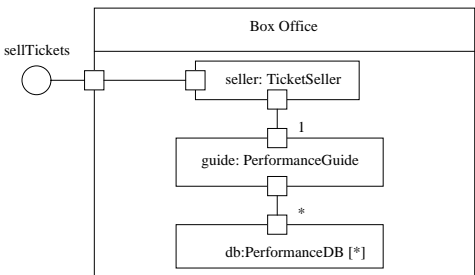 Box Office
sellTickets
seller: TicketSeller
1
guide: PerformanceGuide
*
db:PerformanceDB [*]